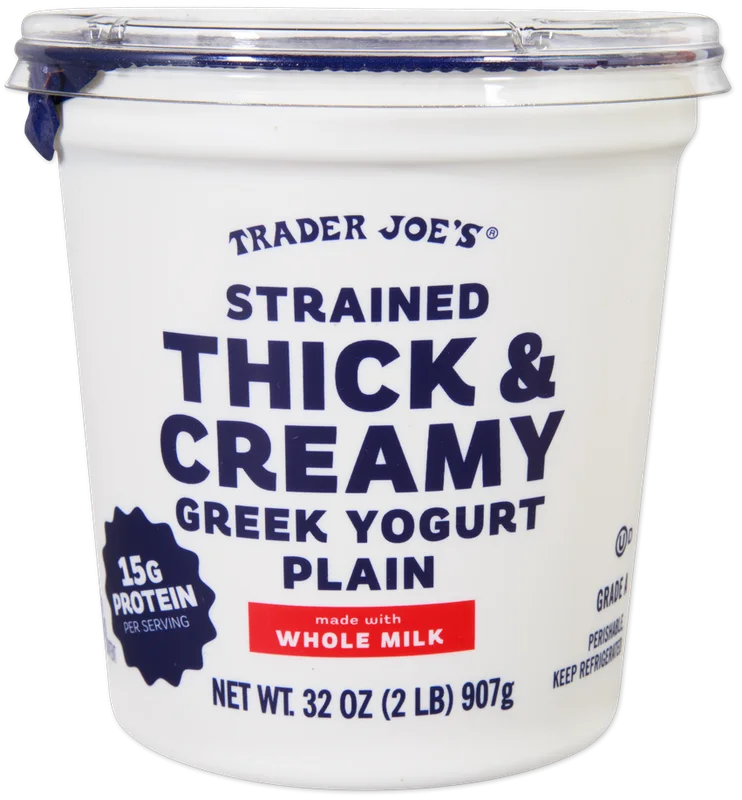 TRADER JOE'S®
STRAINED
THICK &
CREAMY
GREEK YOGURT
PLAIN
made with
WHOLE MILK
NET WT. 32 OZ (2 LB) 907g
15G
PROTEIN
PER SERVING
U D
GRADE A
PERISHABLE
KEEP REFRIGERATED